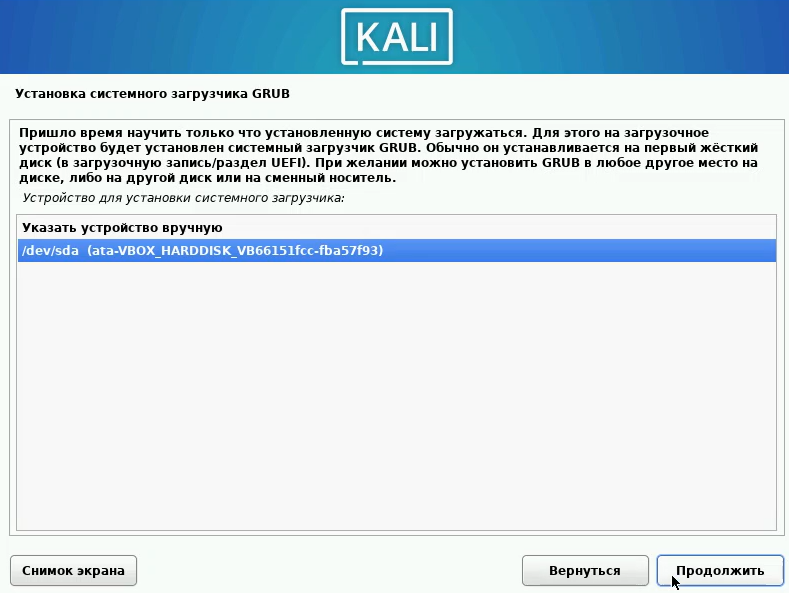 KALI
Установка системного загрузчика GRUB
Пришло время научить только что установленную систему загружаться. Для этого на загрузочное
устройство будет установлен системный загрузчик GRUB. Обычно он устанавливается на первый жёсткий
диск (в загрузочную запись/раздел UEFI). При желании можно установить GRUB в любое другое место на
диске, либо на другой диск или на сменный носитель.
Устройство для установки системного загрузчика:
Указать устройство вручную
/dev/sda (ata-VBOX_HARDDISK_VB66151fcc-fba57f93)
Снимок экрана
Вернуться
Продолжить